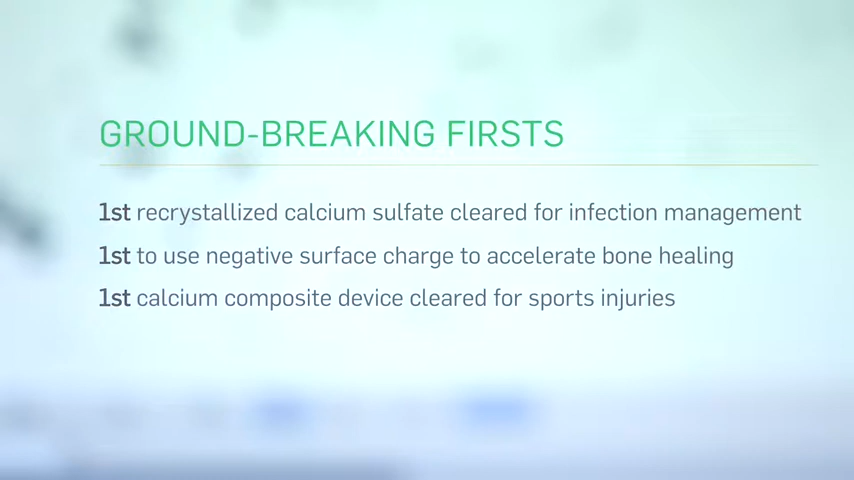 GROUND-BREAKING FIRSTS
1st recrystallized calcium sulfate cleared for infection management
1st to use negative surface charge to accelerate bone healing
1st calcium composite device cleared for sports injuries